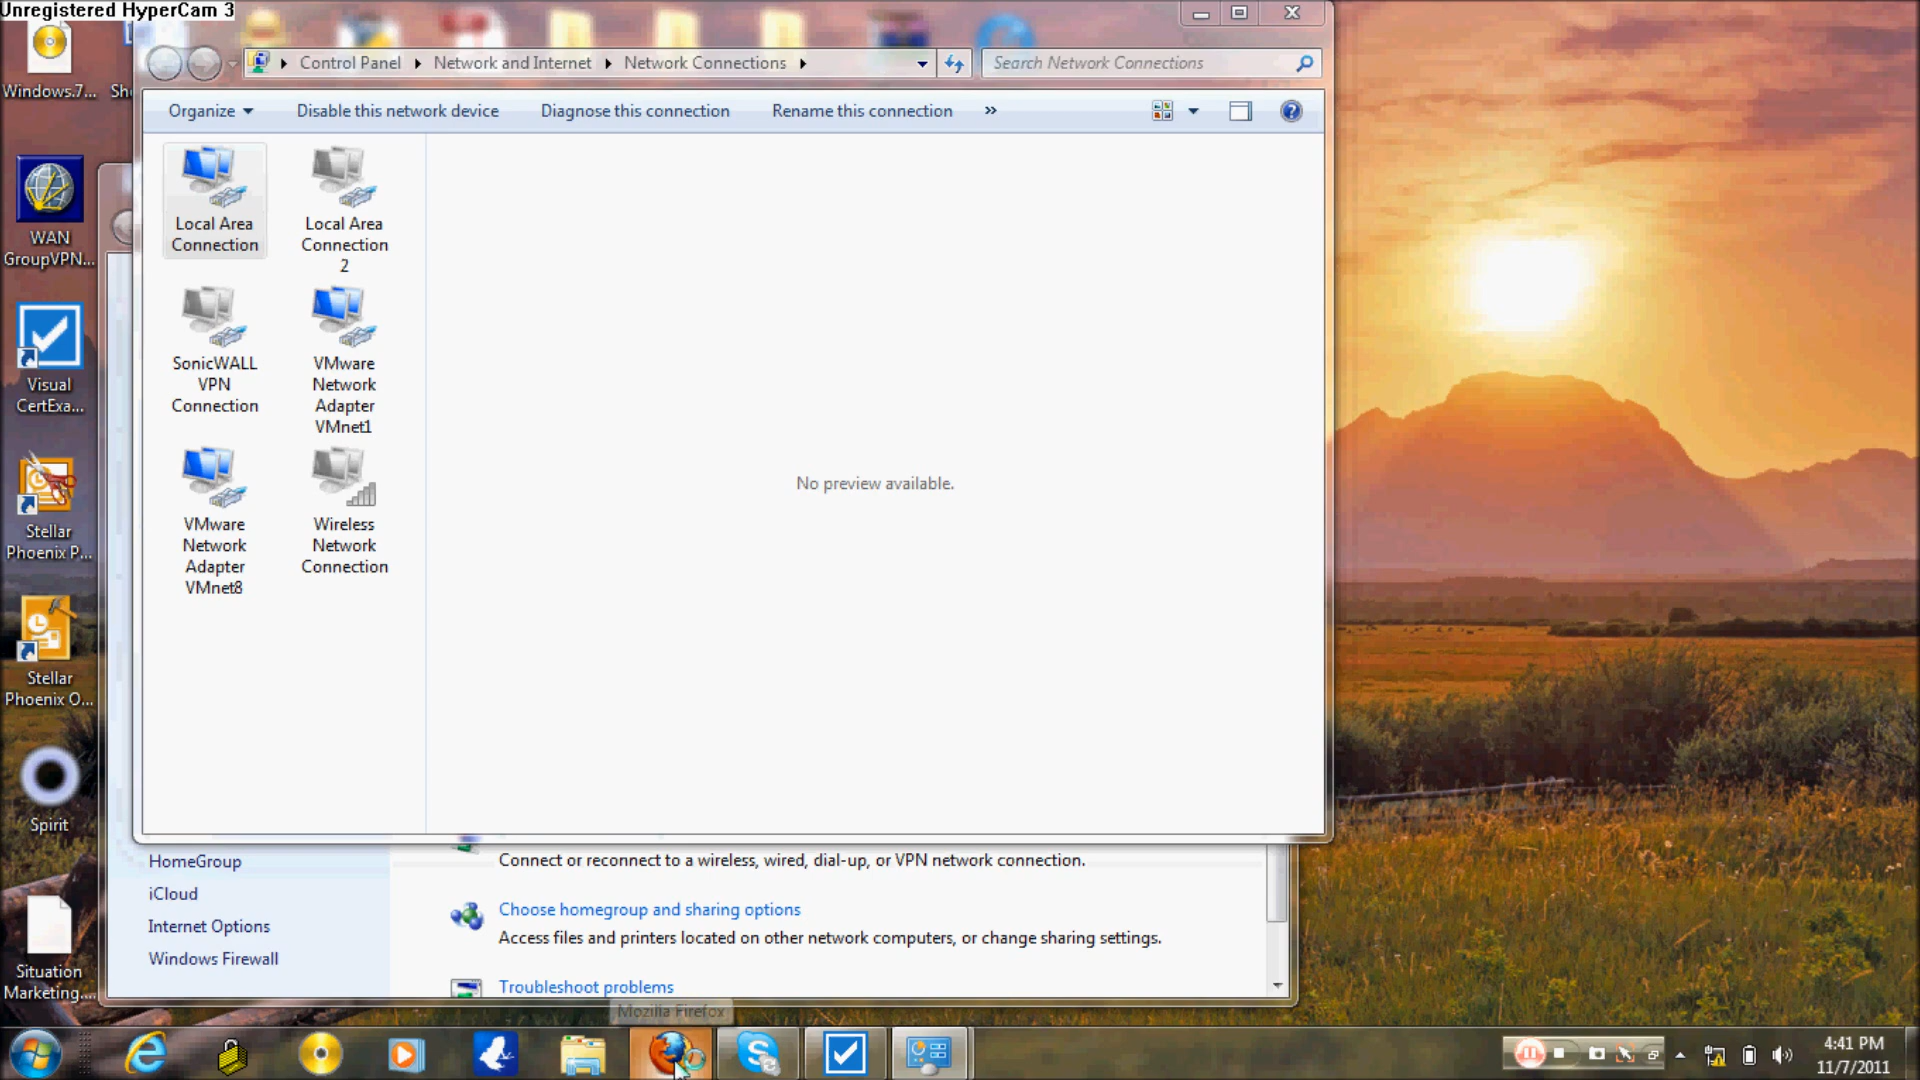 Unregistered HyperCam 3
Windows.7...
Sho
WAN
GroupVPN...
Visual
CertExa...
Stellar
Phoenix P...
Stellar
Phoenix O...
Spirit
Situation
Marketing....
Control Panel
Network and Internet
Network Connections
Search Network Connections
Organize
Disable this network device
Diagnose this connection
Rename this connection
»
Local Area
Connection
Local Area
Connection
2
SonicWALL
VPN
Connection
VMware
Network
Adapter
VMnet1
VMware
Network
Adapter
VMnet8
Wireless
Network
Connection
No preview available.
HomeGroup
iCloud
Internet Options
Windows Firewall
Connect or reconnect to a wireless, wired, dial-up, or VPN network connection.
Choose homegroup and sharing options
Access files and printers located on other network computers, or change sharing settings.
Troubleshoot problems
Mozilla Firefox
4:41 PM
11/7/2011